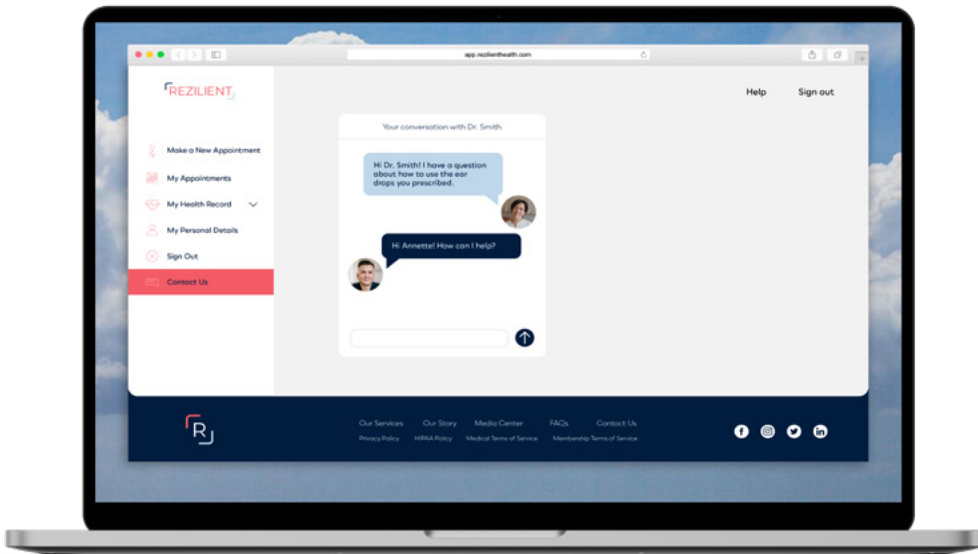 app.rezilienthealth.com
REZILIENT
Help Sign out
Your conversation with Dr. Smith
Make a New Appointment
My Appointments
My Health Record
My Personal Details
Sign Out
Contact Us
Hi Dr. Smith! I have a question
about how to use the ear
drops you prescribed.
Hi Annette! How can I help?
R
Our Services Our Story Media Center FAQs Contact Us
Privacy Policy HIPAA Policy Medical Terms of Service Membership Terms of Service